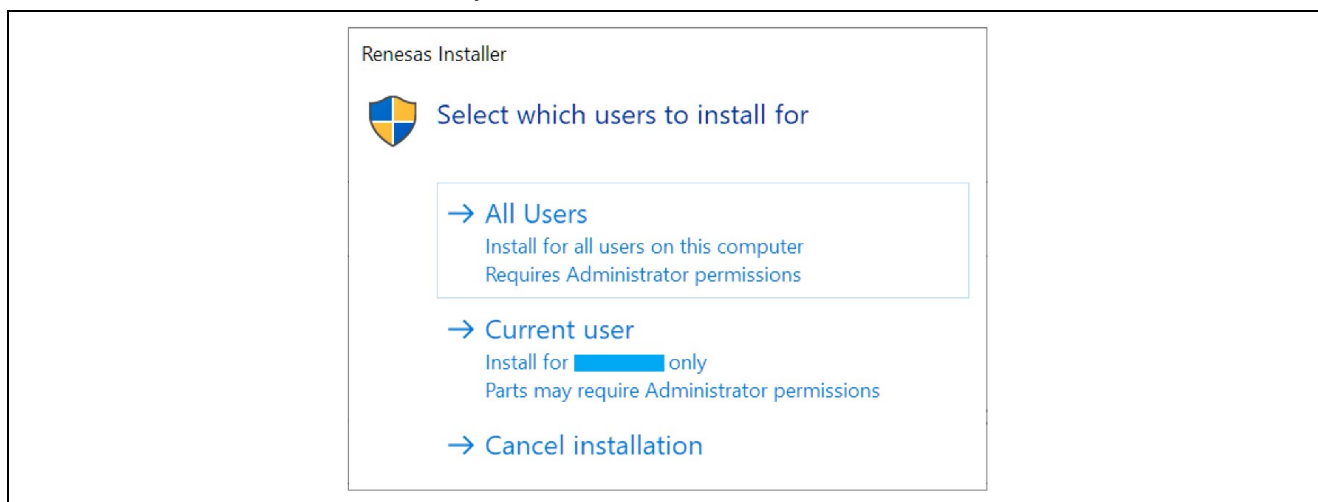 Renesas Installer
Select which users to install for
→ All Users
Install for all users on this computer
Requires Administrator permissions
→ Current user
Install for only
Parts may require Administrator permissions
→ Cancel installation